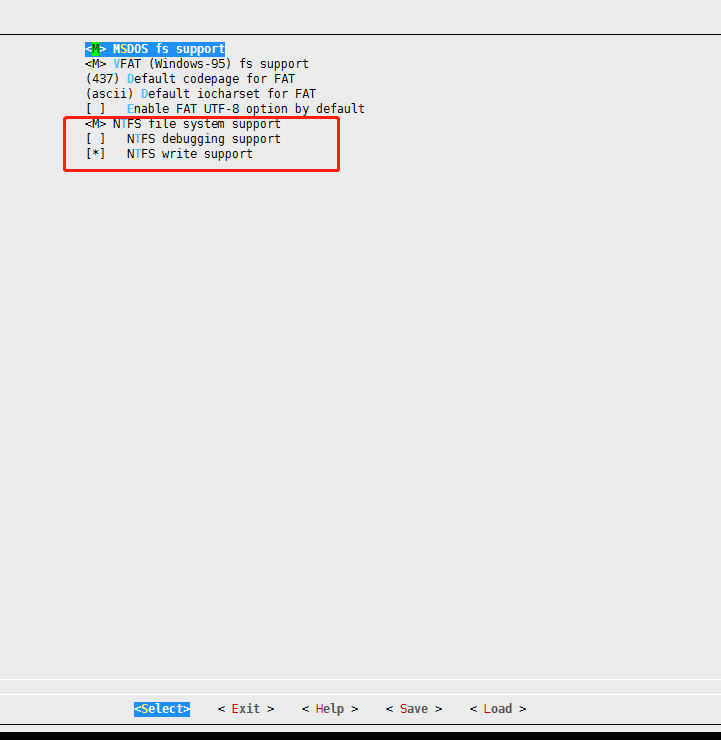 <M> MSDOS fs support
<M> VFAT (Windows-95) fs support
(437) Default codepage for FAT
(ascii) Default iocharset for FAT
[ ]   Enable FAT UTF-8 option by default
<M> NTFS file system support
[ ]   NTFS debugging support
[*]   NTFS write support
<Select>    < Exit >    < Help >    < Save >    < Load >